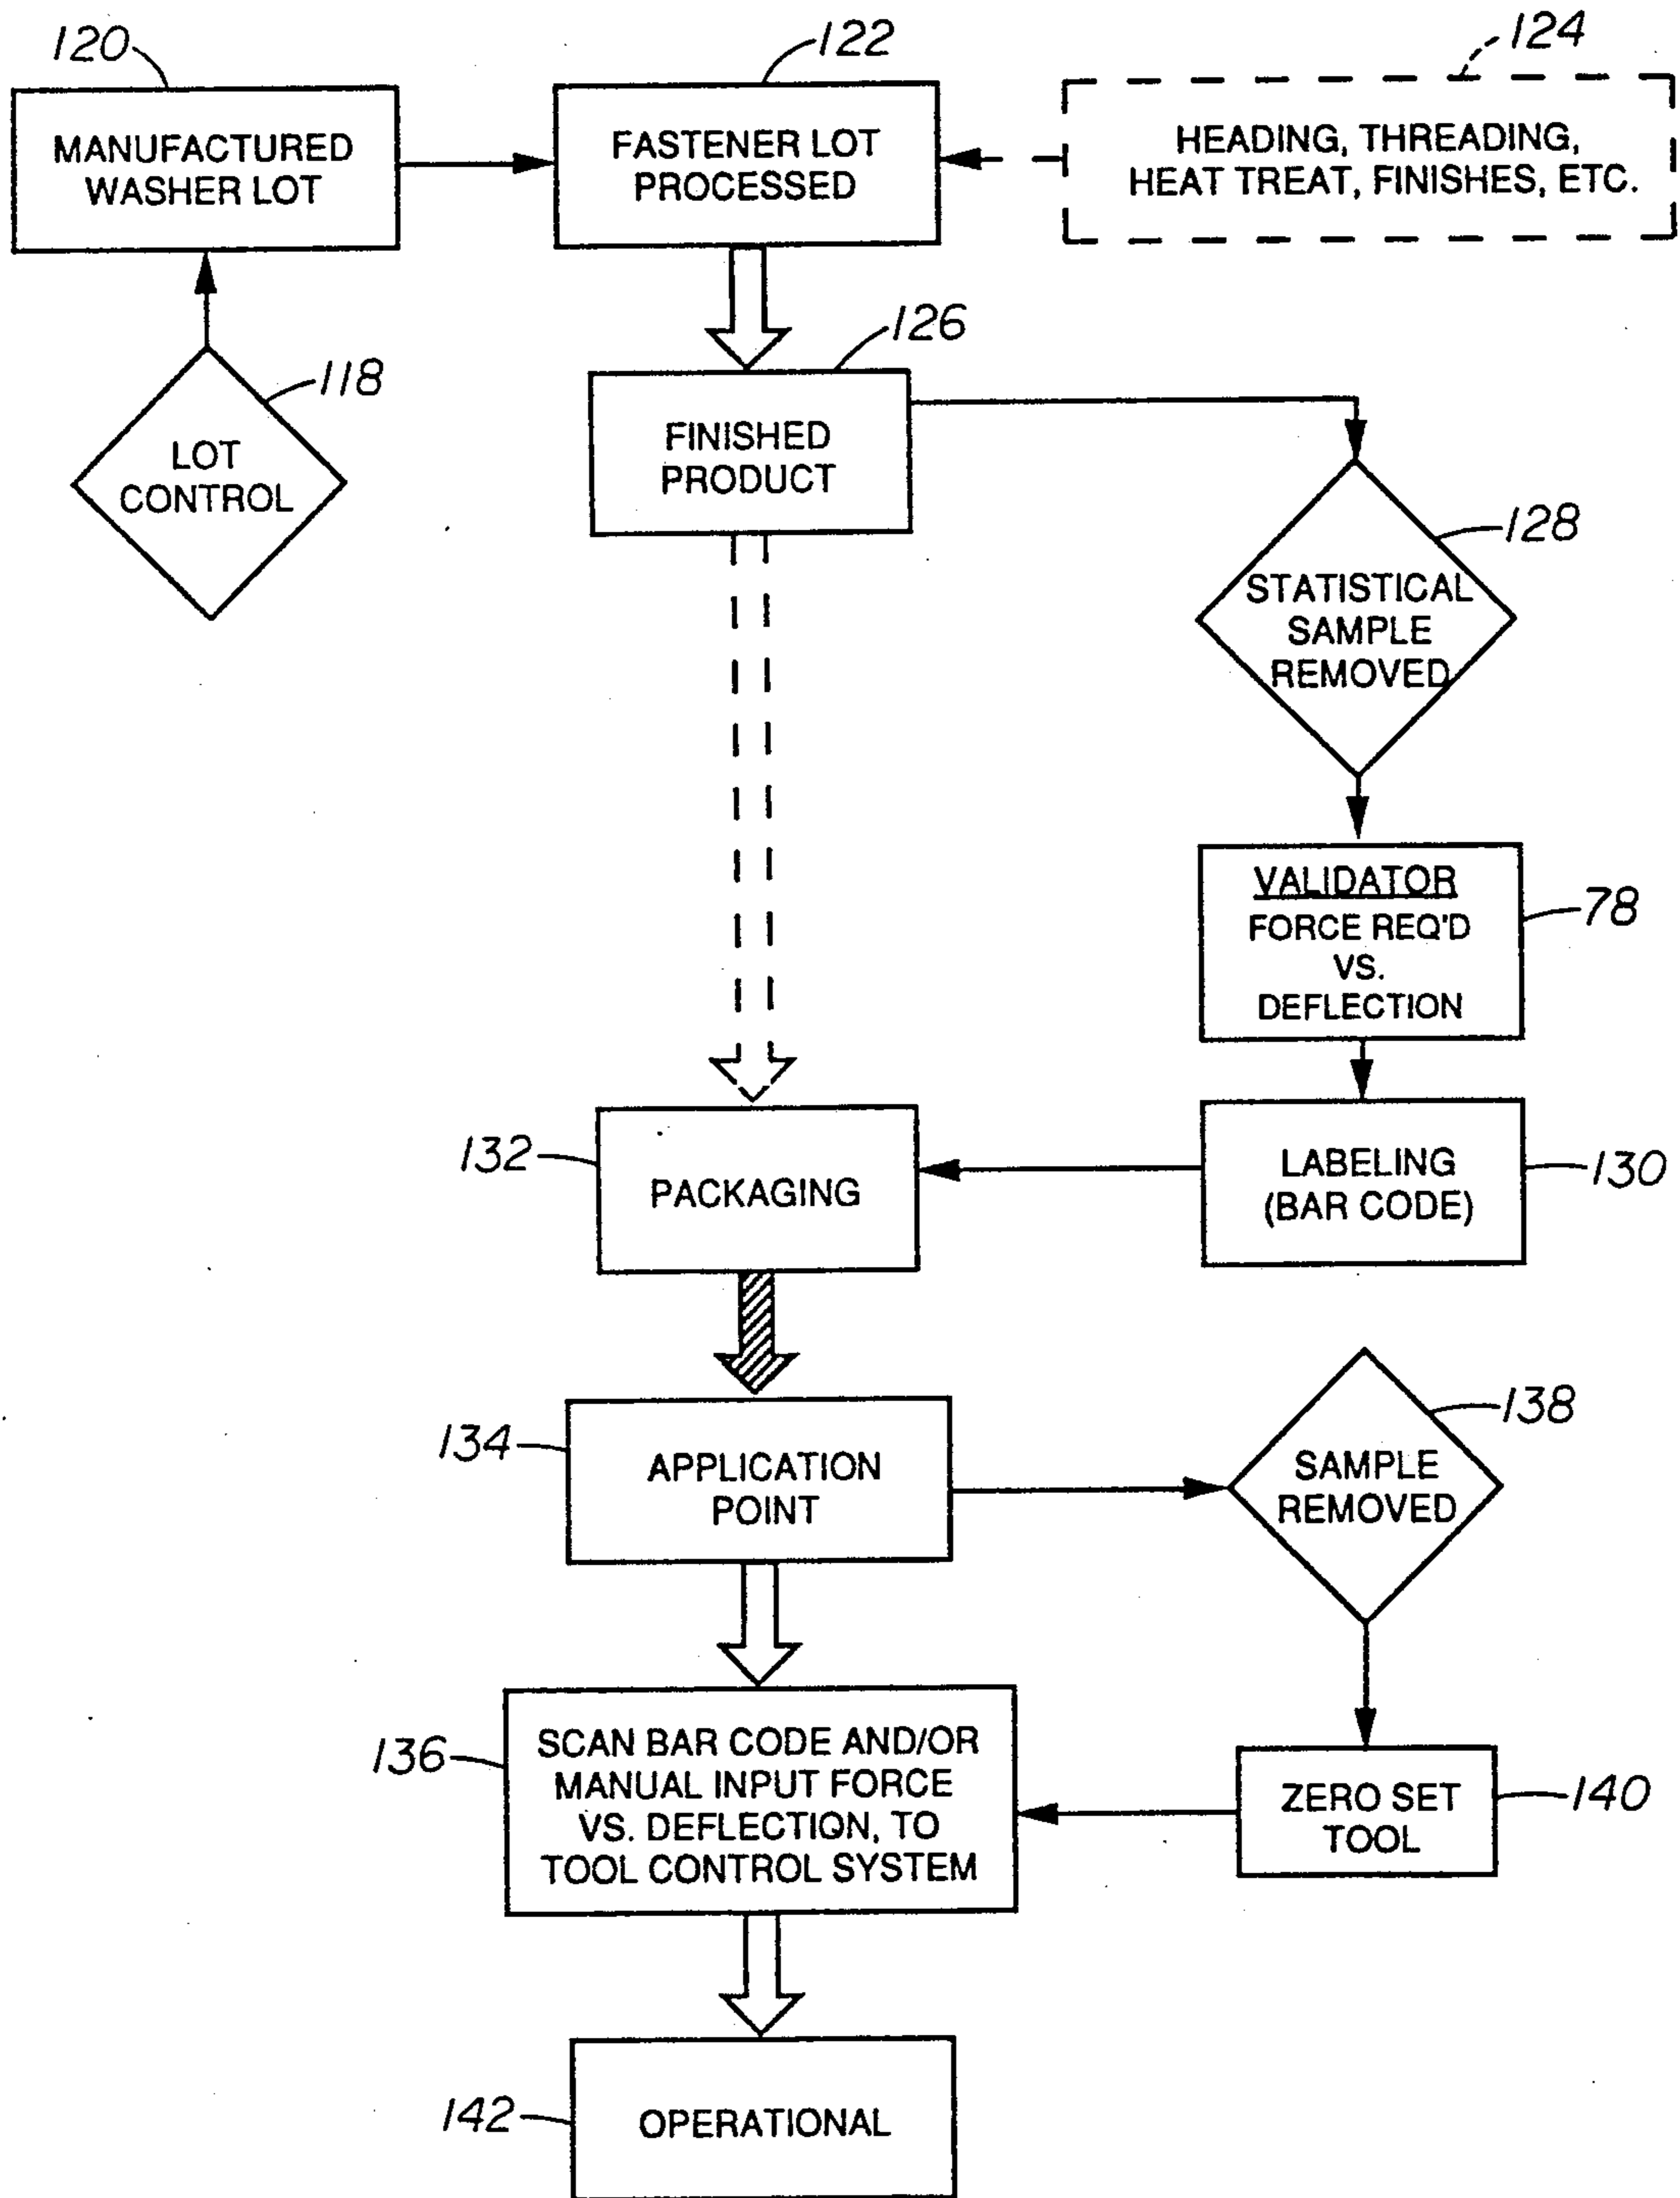 120
122
124
MANUFACTURED
WASHER LOT
FASTENER LOT
PROCESSED
HEADING, THREADING,
HEAT TREAT, FINISHES, ETC.
118
LOT
CONTROL
126
FINISHED
PRODUCT
128
STATISTICAL
SAMPLE
REMOVED
VALIDATOR
FORCE REQ'D
VS.
DEFLECTION
78
132
PACKAGING
LABELING
(BAR CODE)
130
134
APPLICATION
POINT
138
SAMPLE
REMOVED
136
SCAN BAR CODE AND/OR
MANUAL INPUT FORCE
VS. DEFLECTION, TO
TOOL CONTROL SYSTEM
ZERO SET
TOOL
140
142
OPERATIONAL